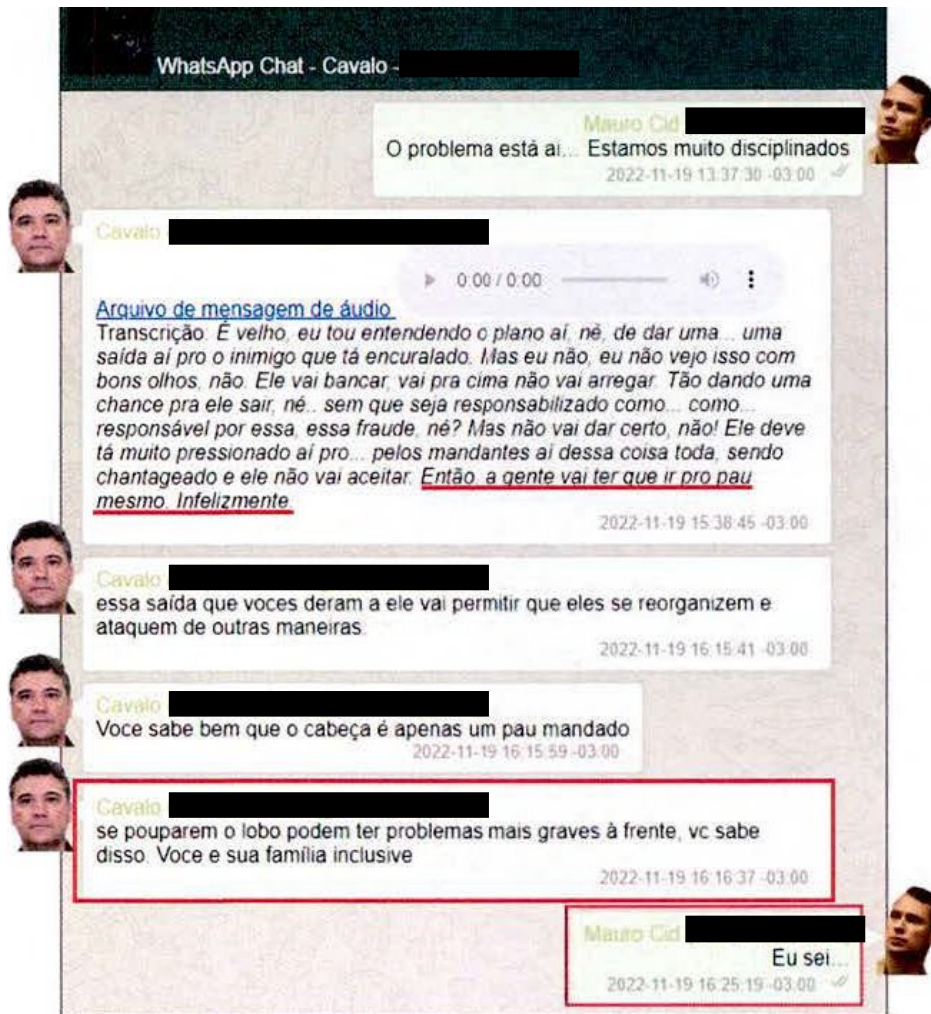 WhatsApp Chat - Cavalo -
Mauro Cid
O problema está ai... Estamos muito disciplinados
2022-11-19 13:37:30 -03:00
Cavalo
0:00 / 0:00
Arquivo de mensagem de áudio
Transcrição: É velho, eu tou entendendo o plano aí, né, de dar uma... uma
saída aí pro o inimigo que tá encuralado. Mas eu não, eu não vejo isso com
bons olhos, não. Ele vai bancar, vai pra cima não vai arregar. Tão dando uma
chance pra ele sair, né.. sem que seja responsabilizado como... como...
responsável por essa, essa fraude, né? Mas não vai dar certo, não! Ele deve
tá muito pressionado aí pro... pelos mandantes aí dessa coisa toda, sendo
chantageado e ele não vai aceitar. Então, a gente vai ter que ir pro pau
mesmo. Infelizmente.
2022-11-19 15:38:45 -03:00
Cavalo
essa saída que voces deram a ele vai permitir que eles se reorganizem e
ataquem de outras maneiras.
2022-11-19 16:15:41 -03:00
Cavalo
Voce sabe bem que o cabeça é apenas um pau mandado
2022-11-19 16:15:59 -03:00
Cavalo
se pouparem o lobo podem ter problemas mais graves à frente, vc sabe
disso. Voce e sua família inclusive
2022-11-19 16:16:37 -03:00
Mauro Cid
Eu sei...
2022-11-19 16:25:19 -03:00